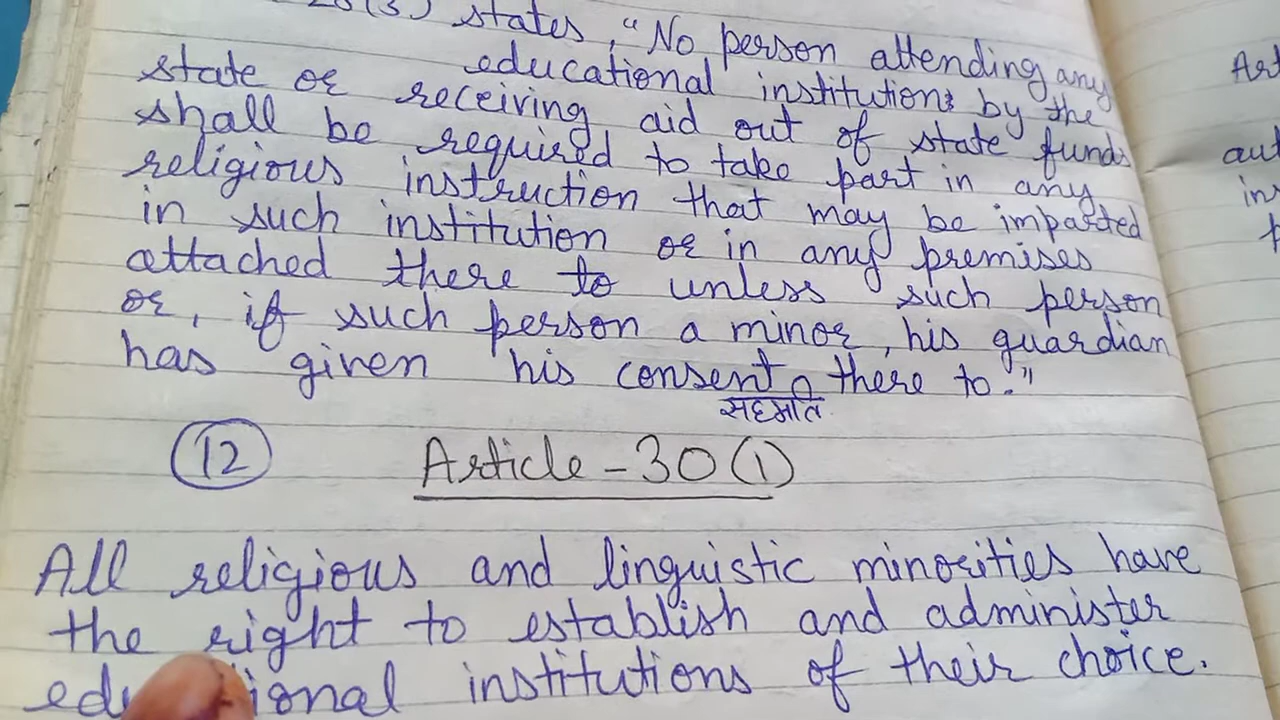 states, "No person attending any
educational institutions by the
state or receiving aid out of state funds
shall be required to take part in any
religious instruction that may be imparted
in such institution or in any premises
attached there to unless such person
or, if such person a minor, his guardian
has given his consent there to."
सहमति
12 Article - 30 (1)
All religious and linguistic minorities have
the right to establish and administer
institutions of their choice.
Art